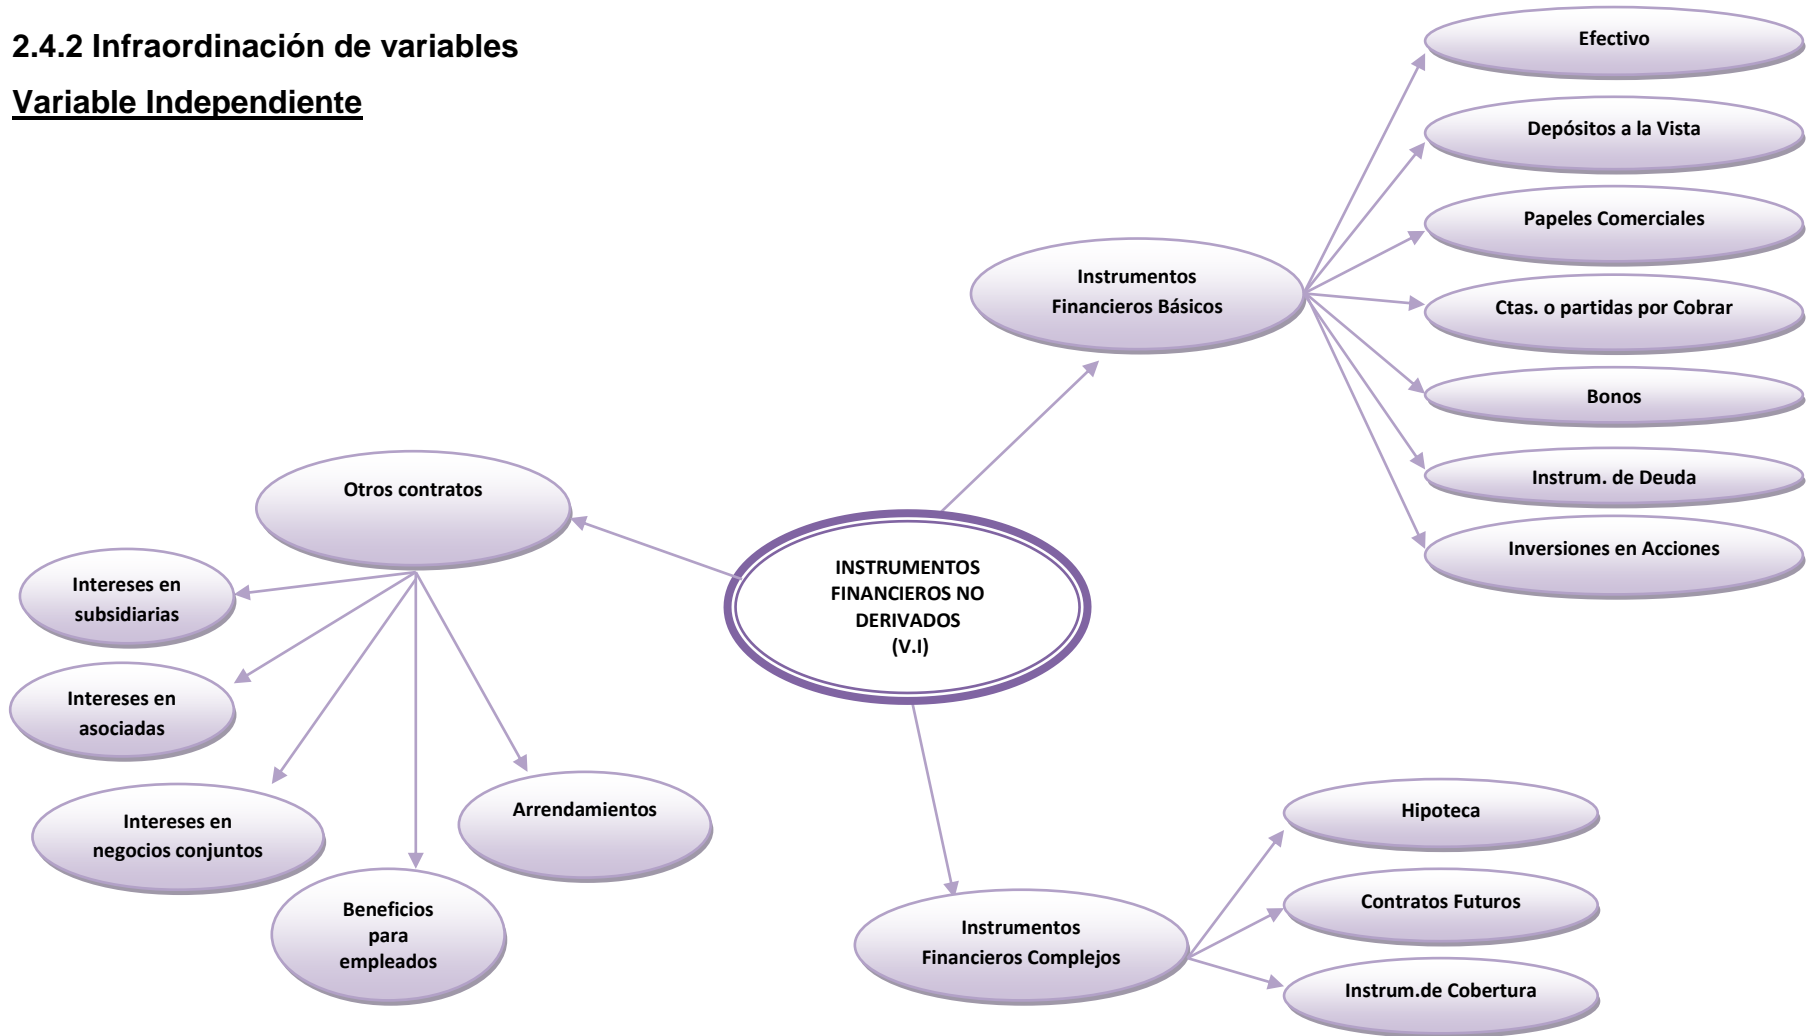 2.4.2 Infraordinación de variables
Variable Independiente
Efectivo
Depósitos a la Vista
Papeles Comerciales
Instrumentos
Financieros Básicos
Ctas. o partidas por Cobrar
Bonos
Instrum. de Deuda
Inversiones en Acciones
Otros contratos
INSTRUMENTOS
FINANCIEROS NO
DERIVADOS
(V.I)
Intereses en
subsidiarias
Intereses en
asociadas
Intereses en
negocios conjuntos
Beneficios
para
empleados
Arrendamientos
Instrumentos
Financieros Complejos
Hipoteca
Contratos Futuros
Instrum.de Cobertura